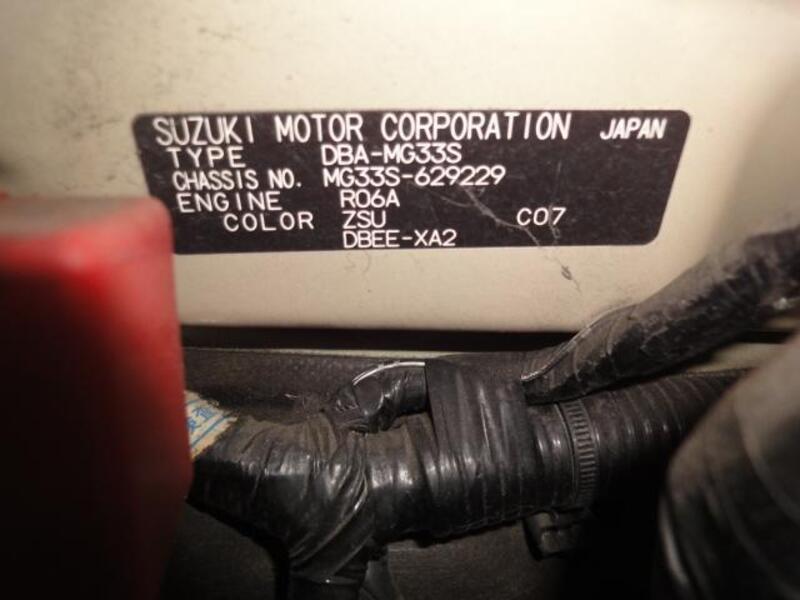 SUZUKI MOTOR CORPORATION JAPAN
TYPE DBA-MG33S
CHASSIS NO. MG33S-629229
ENGINE R06A
COLOR ZSU C07
DBEE-XA2